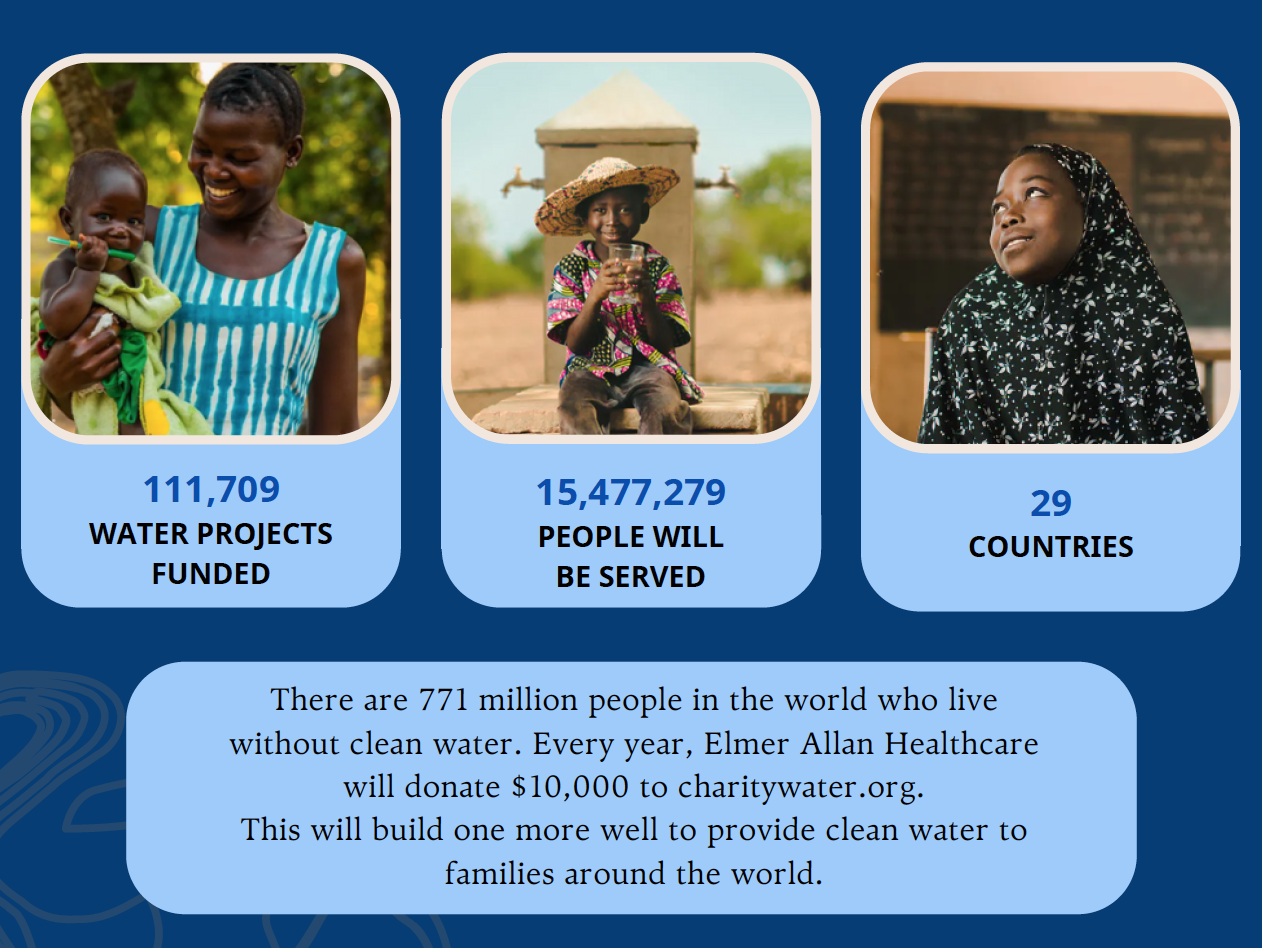 111,709
WATER PROJECTS
FUNDED
15,477,279
PEOPLE WILL
BE SERVED
29
COUNTRIES
There are 771 million people in the world who live
without clean water. Every year, Elmer Allan Healthcare
will donate $10,000 to charitywater.org.
This will build one more well to provide clean water to
families around the world.